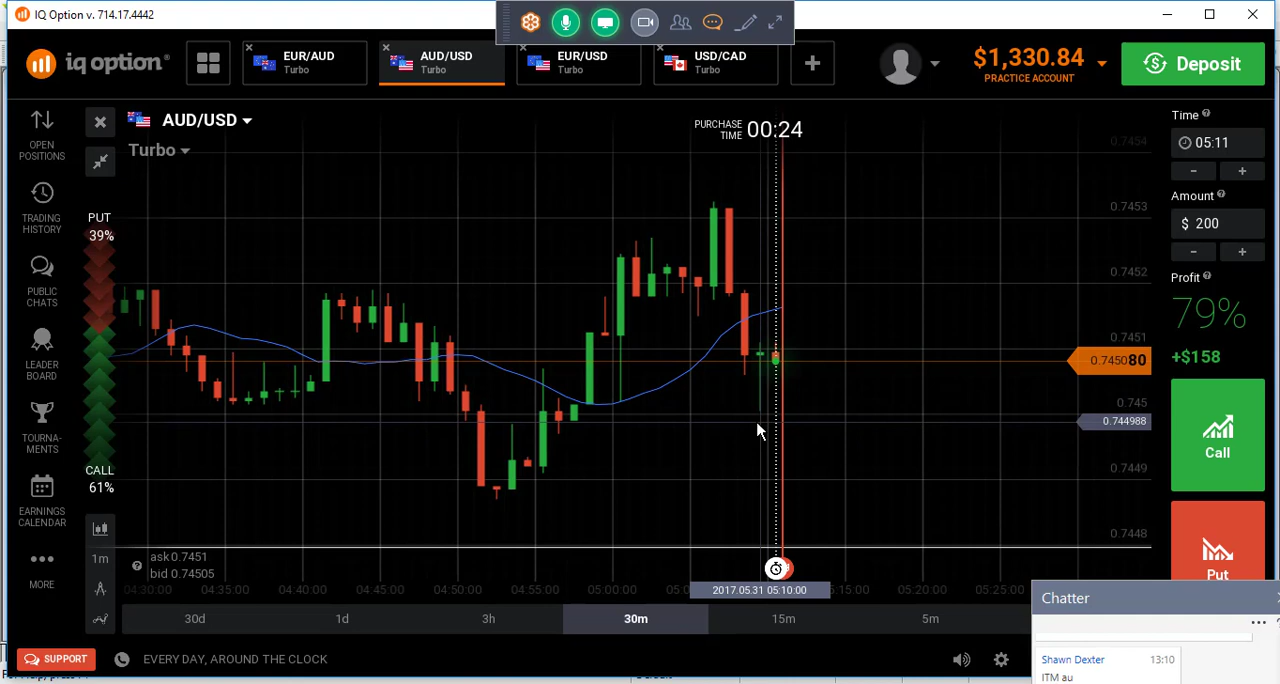 IQ Option v. 714.17.4442
iq option®
EUR/AUD
Turbo
AUD/USD
Turbo
EUR/USD
Turbo
USD/CAD
Turbo
$1,330.84
PRACTICE ACCOUNT
Deposit
OPEN
POSITIONS
TRADING
HISTORY
PUBLIC
CHATS
LEADER
BOARD
TOURNA-
MENTS
EARNINGS
CALENDAR
MORE
AUD/USD
Turbo
PUT
39%
CALL
61%
1m
PURCHASE
TIME
00:24
0.7454
0.7453
0.7452
0.7451
0.745080
0.745
0.744988
0.7449
0.7448
ask 0.7451
bid 0.74505
04:30:00
04:35:00
04:40:00
04:45:00
04:50:00
04:55:00
05:00:00
2017.05.31 05:10:00
05:20:00
05:25:00
30d
1d
3h
30m
15m
5m
Time
05:11
-
+
Amount
$ 200
-
+
Profit
79%
+$158
Call
Put
Chatter
Shawn Dexter
13:10
ITM au
SUPPORT
EVERY DAY, AROUND THE CLOCK